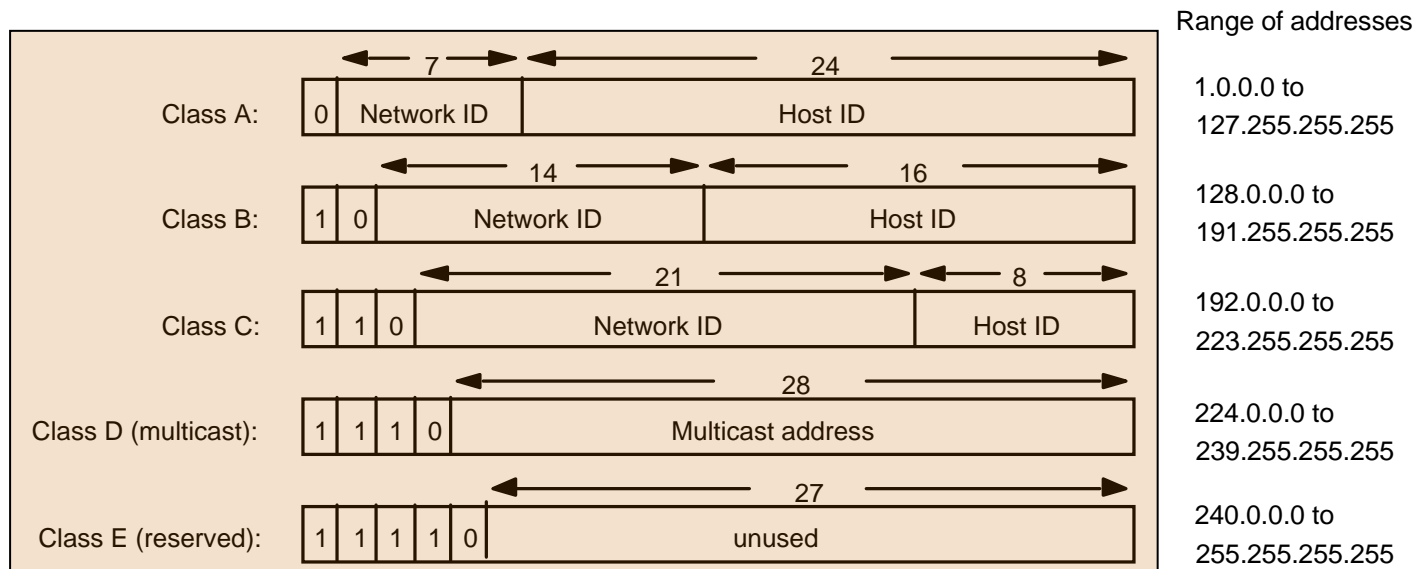 Range of addresses
7 24
Class A: 0 Network ID Host ID 1.0.0.0 to
127.255.255.255
14 16
Class B: 1 0 Network ID Host ID 128.0.0.0 to
191.255.255.255
21 8
Class C: 1 1 0 Network ID Host ID 192.0.0.0 to
223.255.255.255
28
Class D (multicast): 1 1 1 0 Multicast address 224.0.0.0 to
239.255.255.255
27
Class E (reserved): 1 1 1 1 0 unused 240.0.0.0 to
255.255.255.255